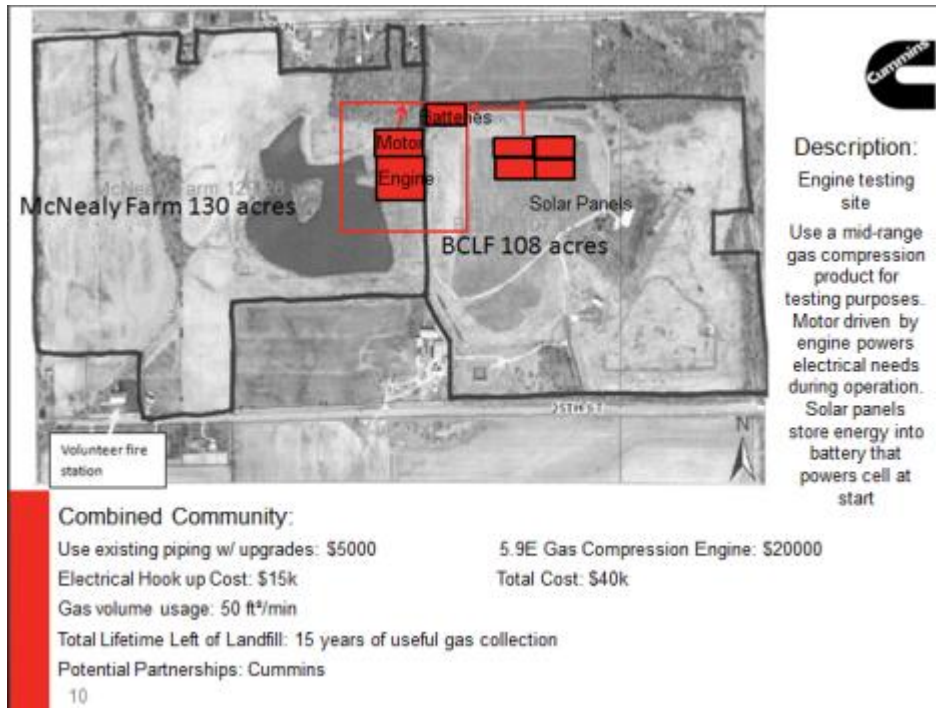 N
Cummins
Batteries
Motor
Engine
McNealy Farm 130 acres
Solar Panels
BCLF 108 acres
25TH ST
N
Volunteer fire
station
Description:
Engine testing
site
Use a mid-range
gas compression
product for
testing purposes.
Motor driven by
engine powers
electrical needs
during operation.
Solar panels
store energy into
battery that
powers cell at
start
Combined Community:
Use existing piping w/ upgrades: $5000
5.9E Gas Compression Engine: $20000
Electrical Hook up Cost: $15k
Total Cost: $40k
Gas volume usage: 50 ft³/min
Total Lifetime Left of Landfill: 15 years of useful gas collection
Potential Partnerships: Cummins
10